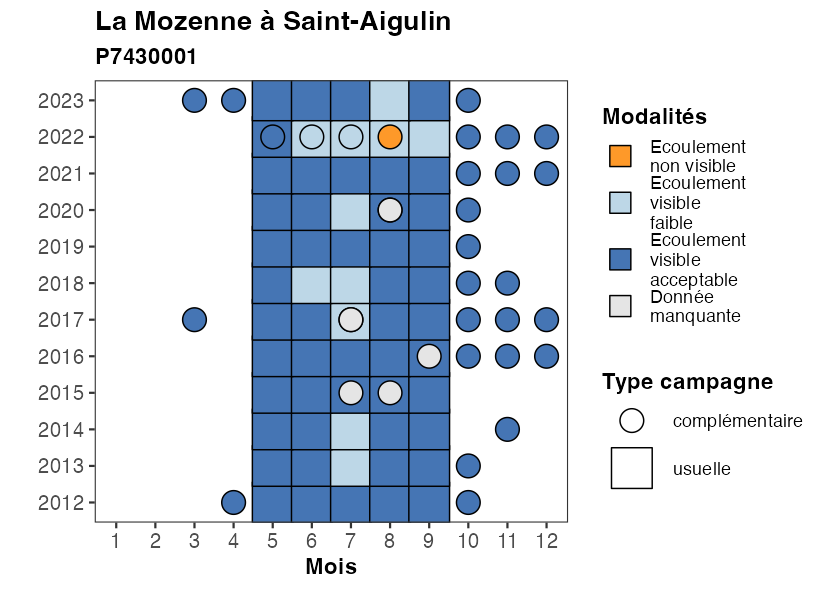 La Mozenne à Saint-Aigulin
P7430001
2023
2022
2021
2020
2019
2018
2017
2016
2015
2014
2013
2012
1 2 3 4 5 6 7 8 9 10 11 12
Mois
Modalités
Ecoulement
non visible
Ecoulement
visible
faible
Ecoulement
visible
acceptable
Donnée
manquante
Type campagne
complémentaire
usuelle